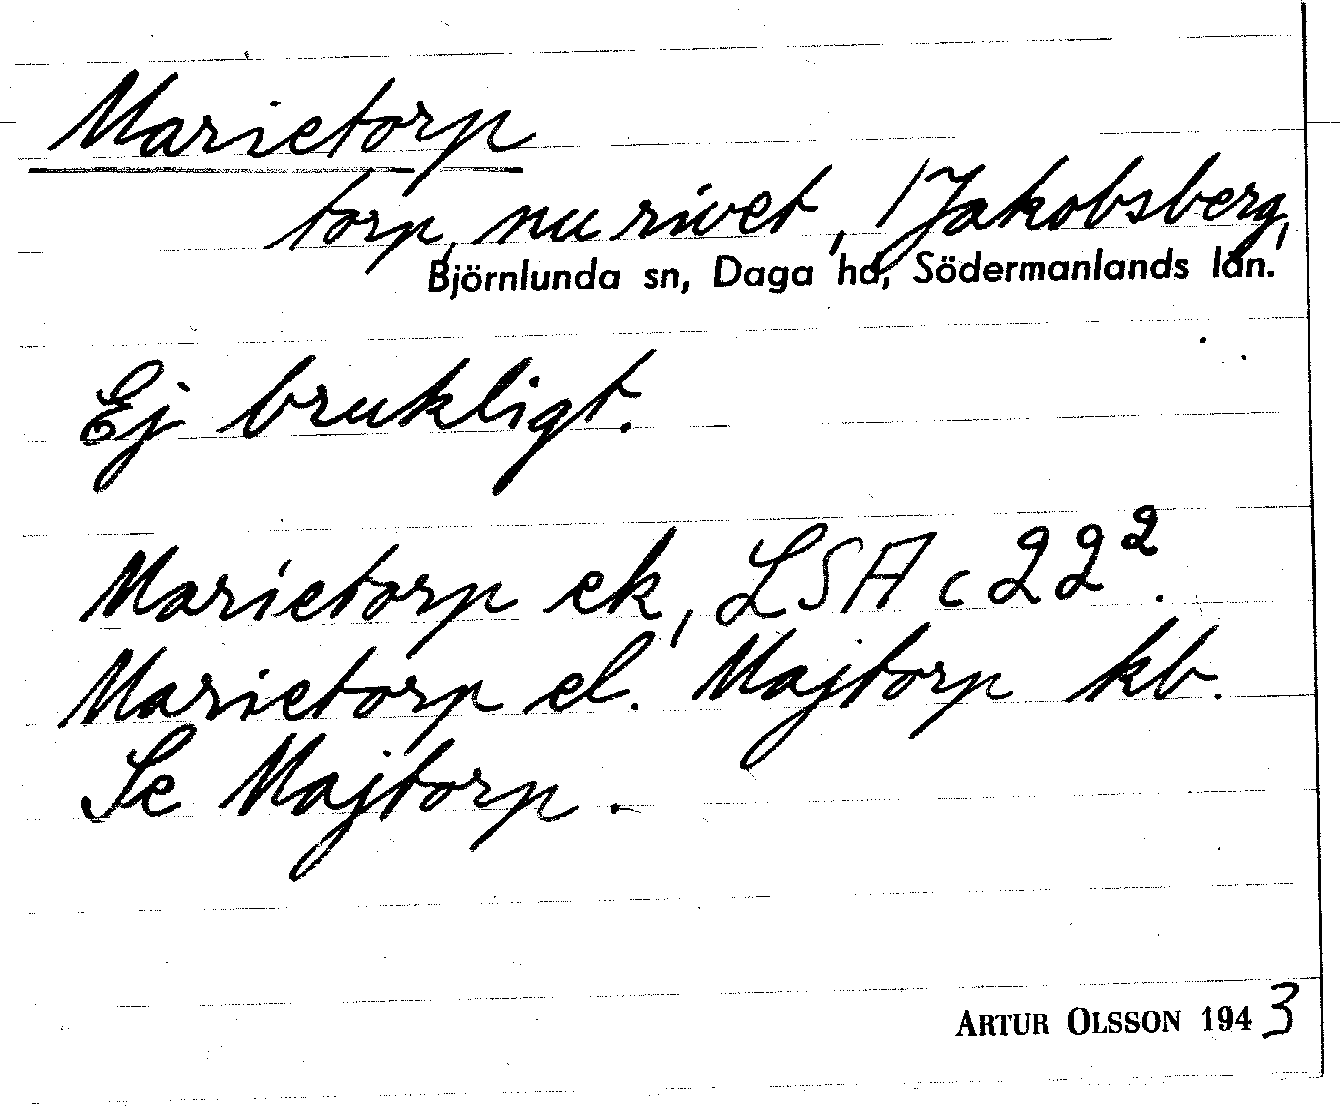 Marietorp
torp, nu rivet, / Jakobsberg,
Björnlunda sn, Daga hd, Södermanlands län.
Ej brukligt.
Marietorp ek, LSA c 22².
Marietorp el. Majtorp kb.
Se Majtorp.
ARTUR OLSSON 1943